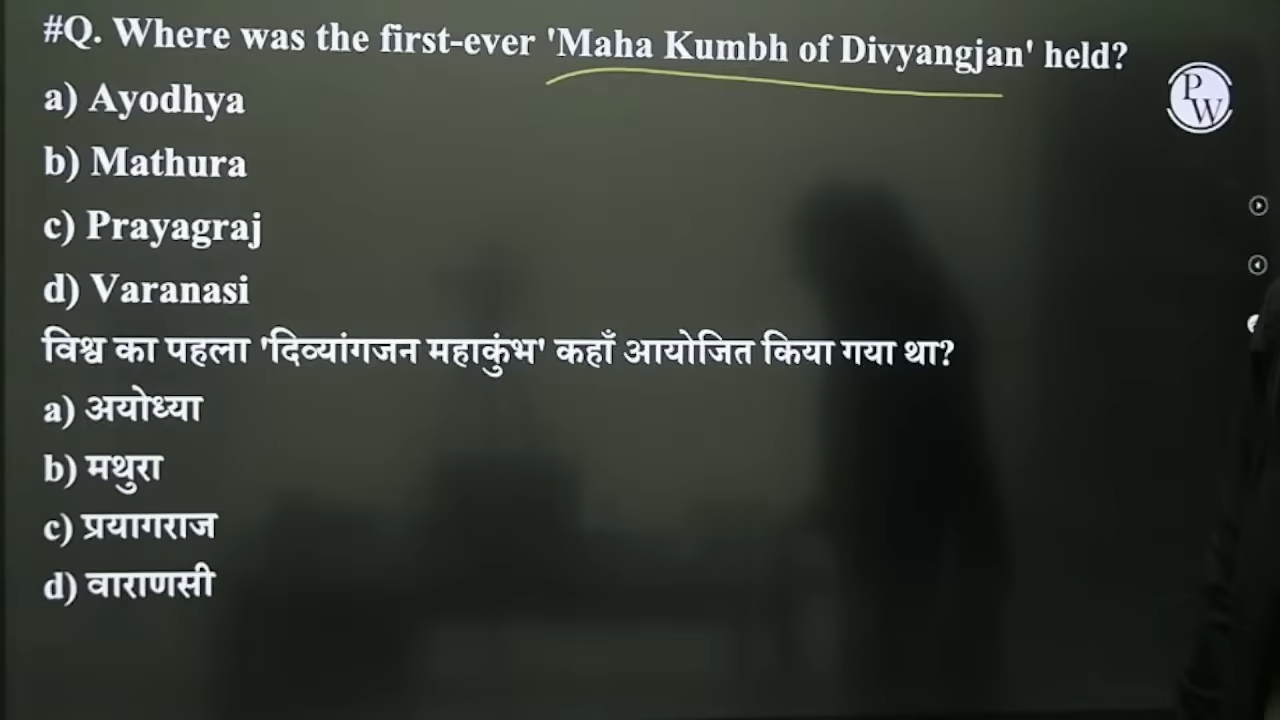 #Q. Where was the first-ever 'Maha Kumbh of Divyangjan' held?
PW
a) Ayodhya
b) Mathura
c) Prayagraj
d) Varanasi
विश्व का पहला 'दिव्यांगजन महाकुंभ' कहाँ आयोजित किया गया था?
a) अयोध्या
b) मथुरा
c) प्रयागराज
d) वाराणसी